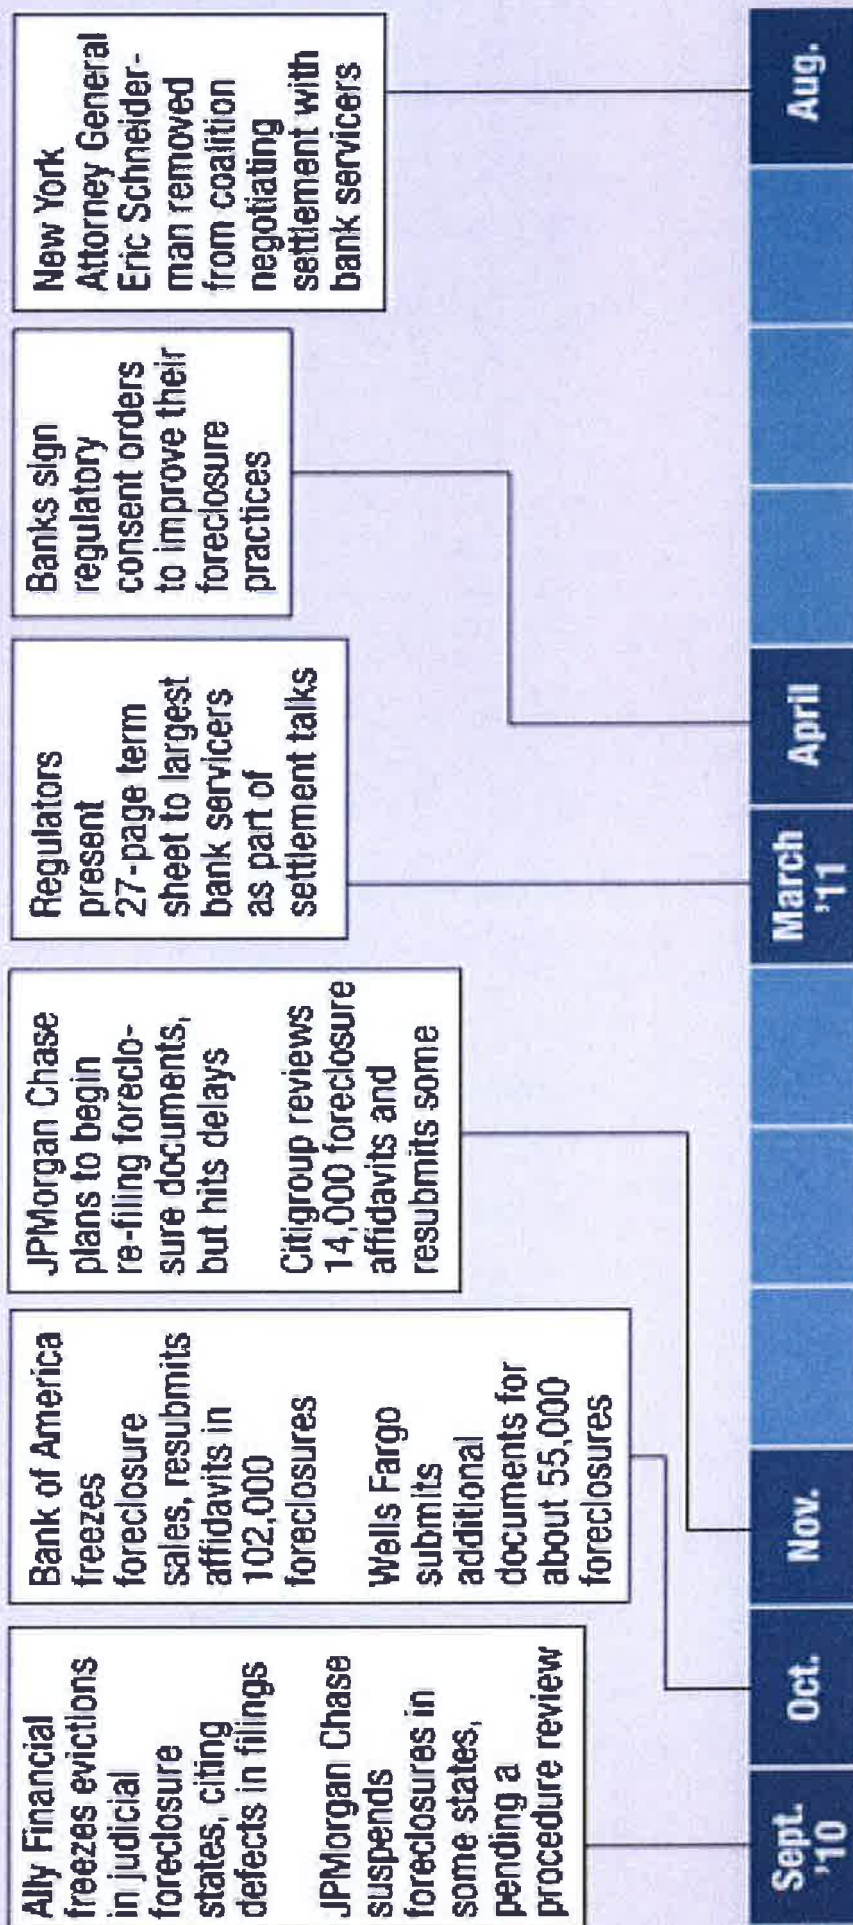 Ally Financial
freezes evictions
in judicial
foreclosure
states, citing
defects in filings
JPMorgan Chase
suspends
foreclosures in
some states,
pending a
procedure review
Bank of America
freezes
foreclosure
sales, resubmits
affidavits in
102,000
foreclosures
Wells Fargo
submits
additional
documents for
about 55,000
foreclosures
JPMorgan Chase
plans to begin
re-filing foreclo-
sure documents,
but hits delays
Citigroup reviews
14,000 foreclosure
affidavits and
resubmits some
Regulators
present
27-page term
sheet to largest
bank servicers
as part of
settlement talks
Banks sign
regulatory
consent orders
to improve their
foreclosure
practices
New York
Attorney General
Eric Schneider-
man removed
from coalition
negotiating
settlement with
bank servicers
Sept.
'10
Oct.
Nov.
March
'11
April
Aug.